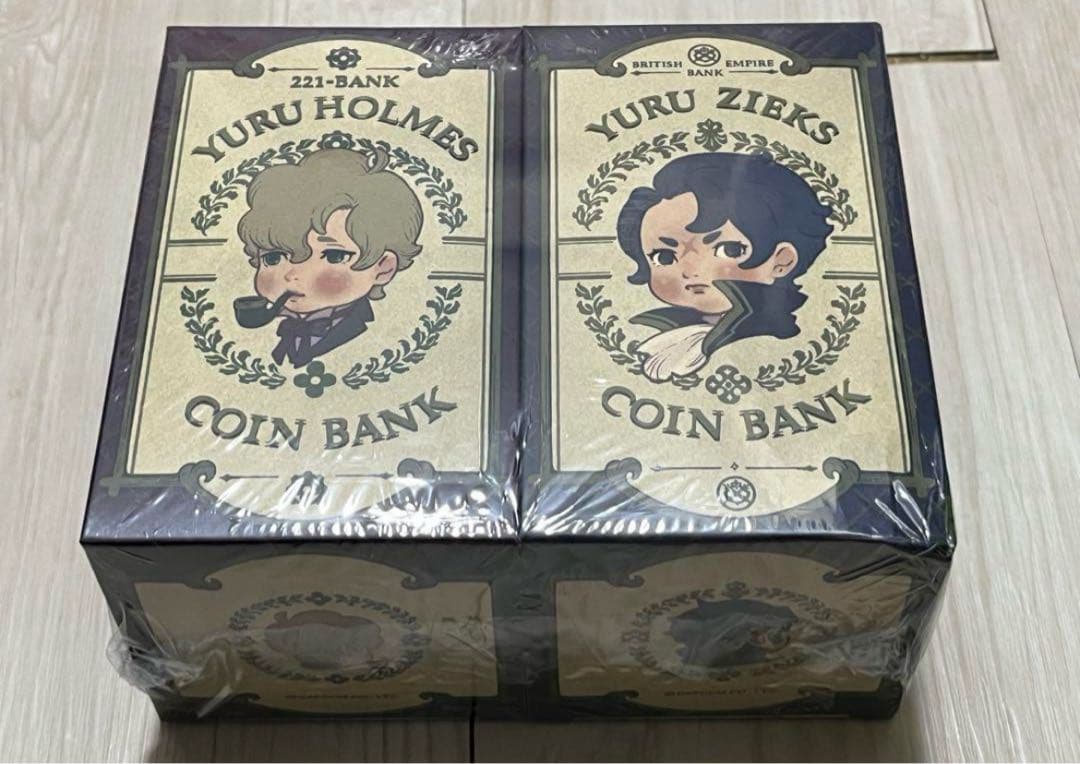 221-BANK
YURU HOLMES
COIN BANK
BRITISH EMPIRE
BANK
YURU ZIEKS
COIN BANK